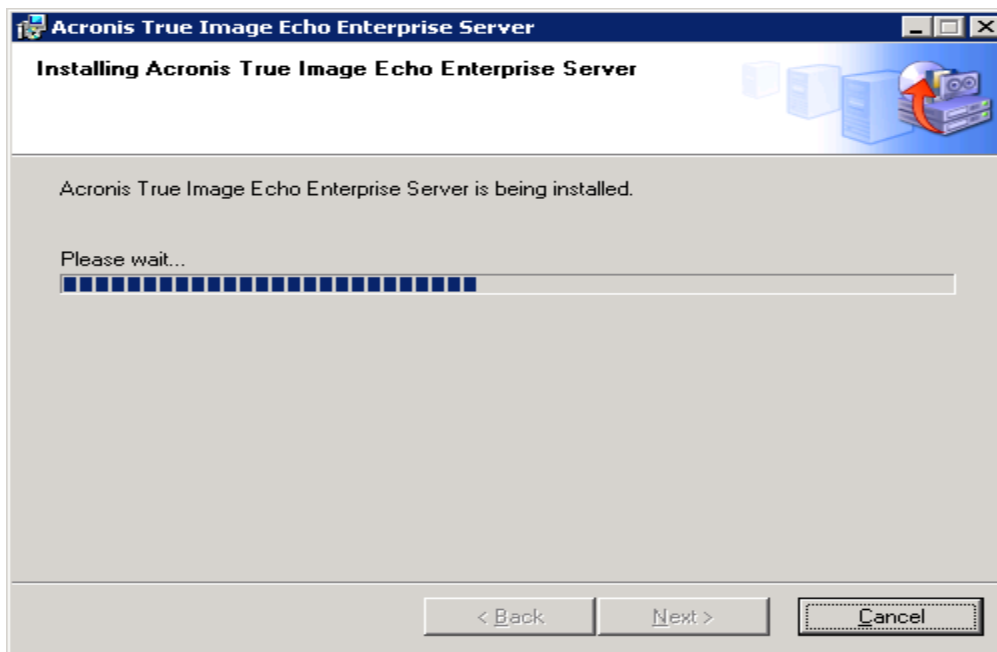 Acronis True Image Echo Enterprise Server
Installing Acronis True Image Echo Enterprise Server
Acronis True Image Echo Enterprise Server is being installed.
Please wait...
< Back
Next >
Cancel